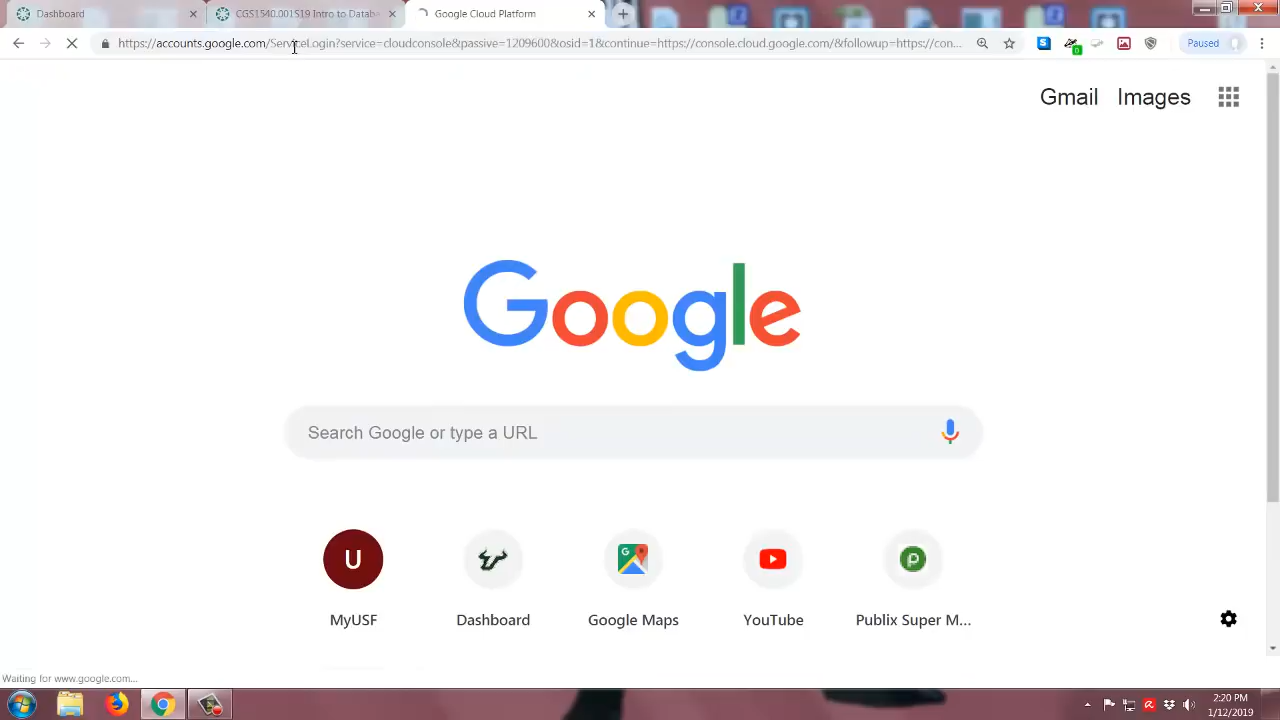 Dashboard
CGS1540.001S19 Intro to Datab
Google Cloud Platform
https://accounts.google.com/ServiceLogin?service=cloudconsole&passive=1209600&osid=1&continue=https://console.cloud.google.com/&followup=https://con...
Paused
Gmail Images
Google
Search Google or type a URL
U
MyUSF
Dashboard
Google Maps
YouTube
Publix Super M...
Waiting for www.google.com...
2:20 PM
1/12/2019